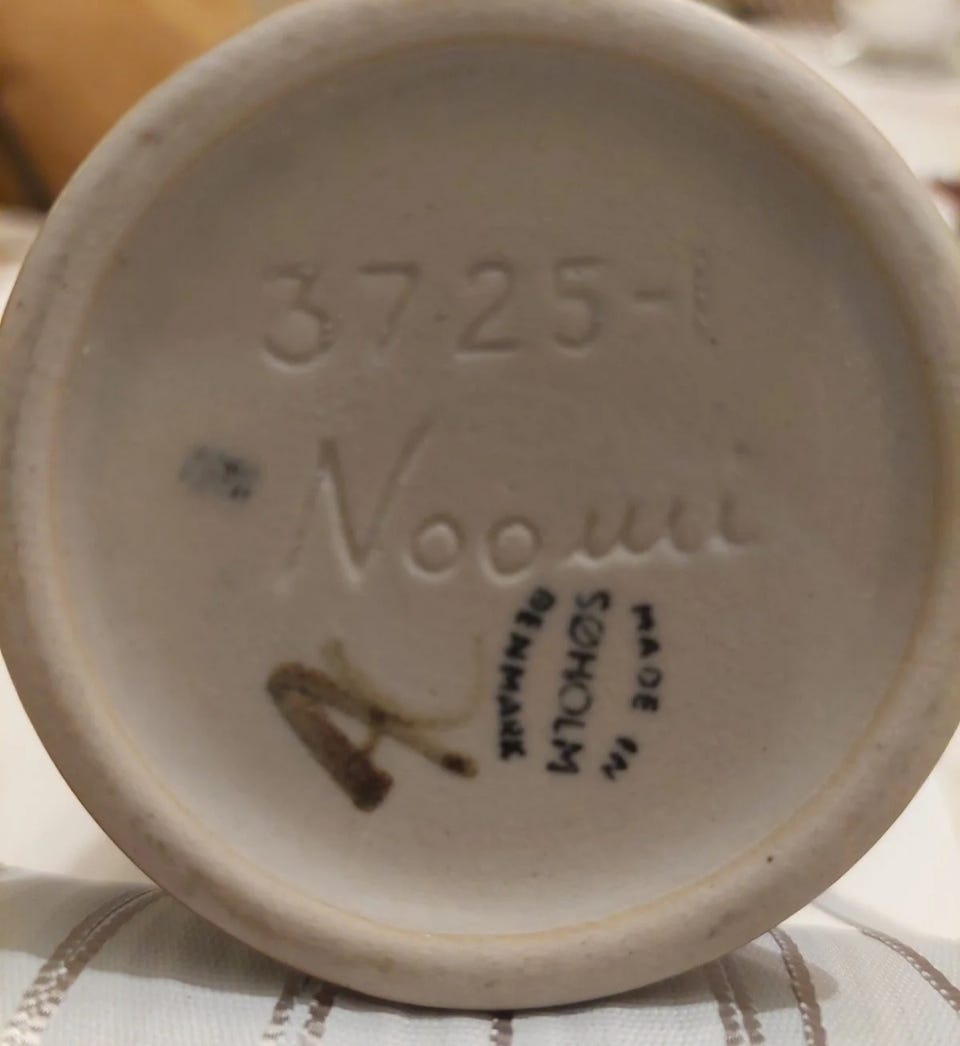 3725-1
Noomi
A
MADE IN
SØHOLM
DENMARK